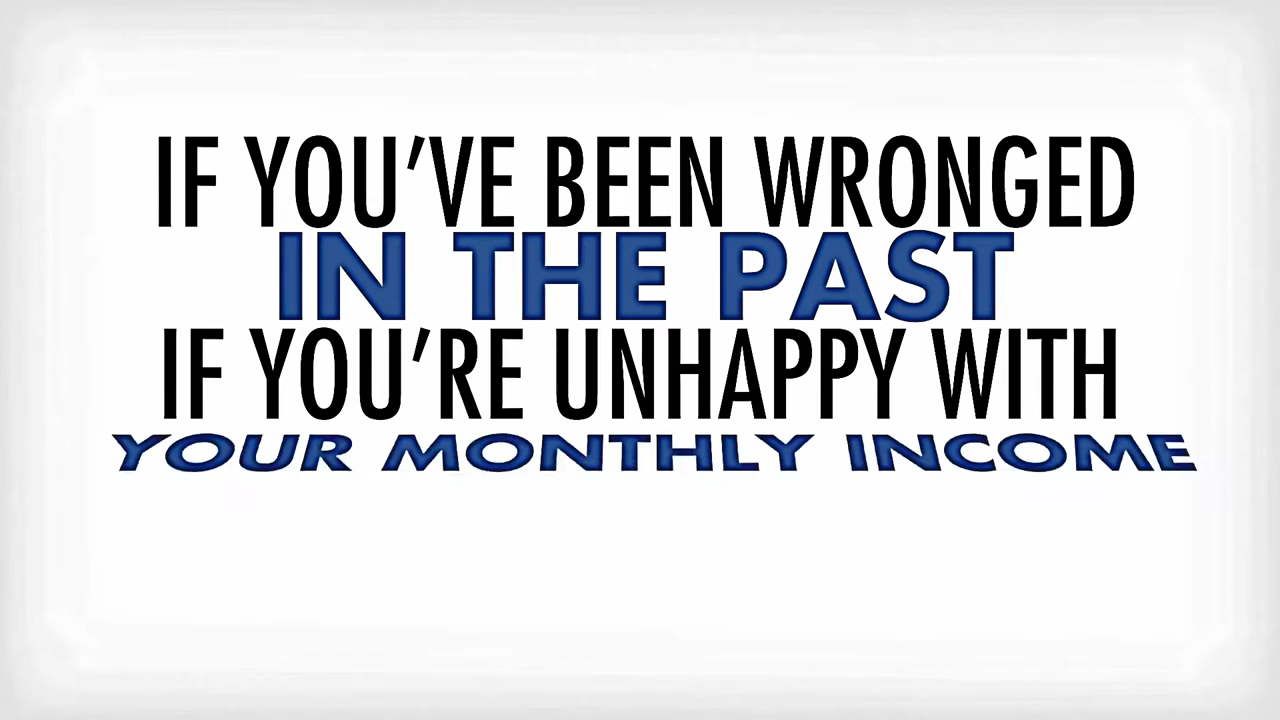 IF YOU'VE BEEN WRONGED
IN THE PAST
IF YOU'RE UNHAPPY WITH
YOUR MONTHLY INCOME